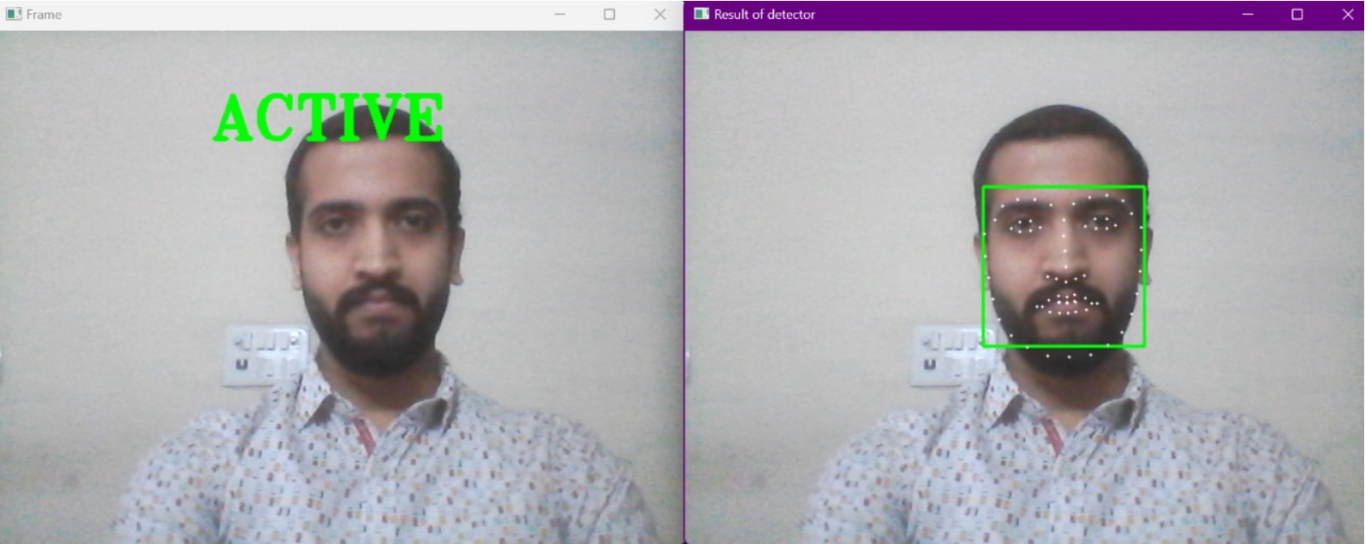 Frame
Result of detector
ACTIVE